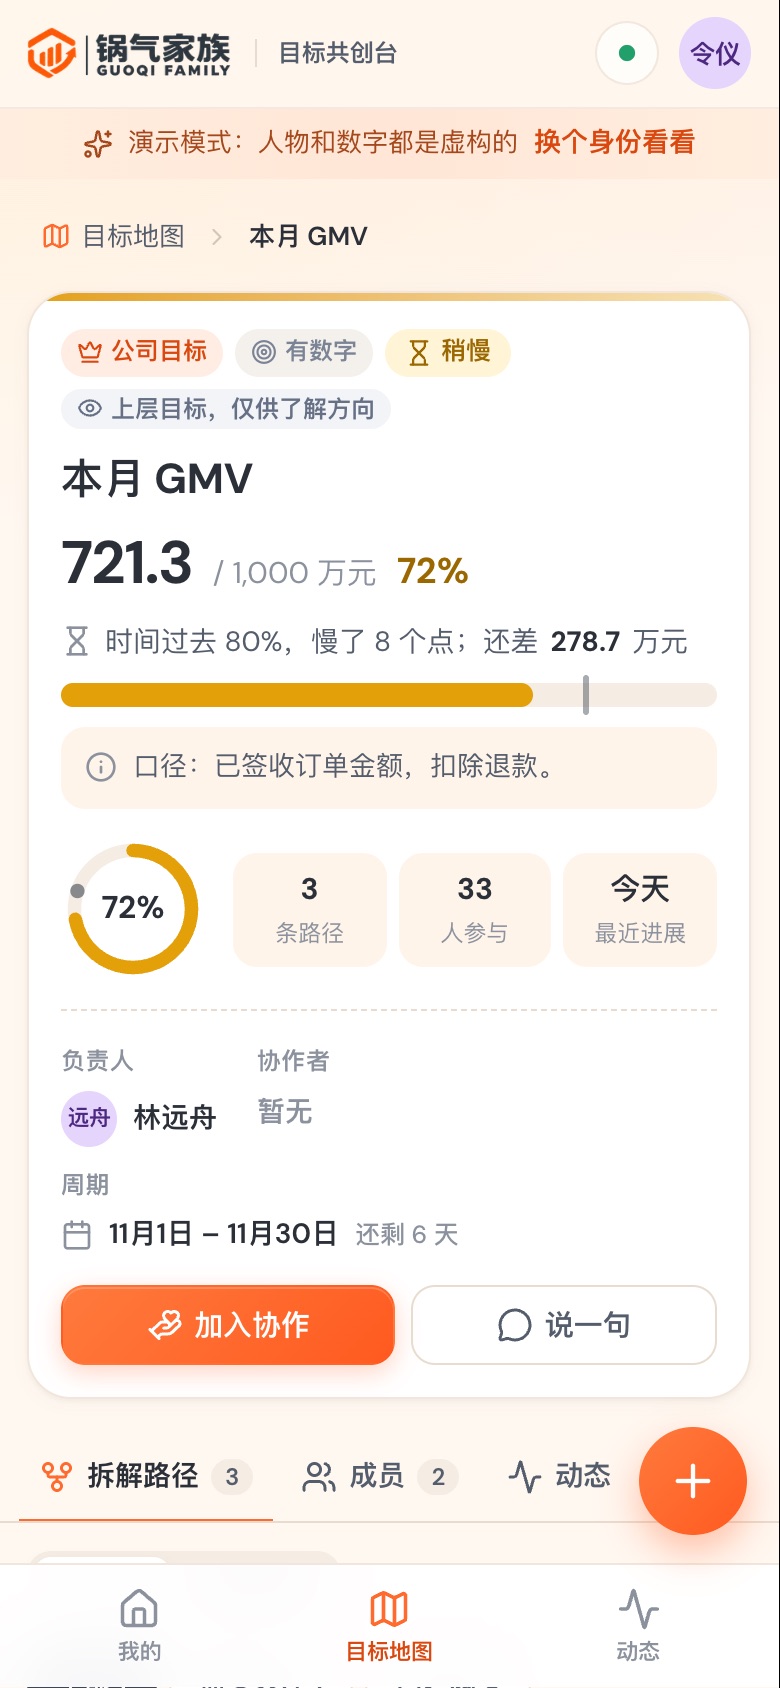 锅气家族
GUOQI FAMILY
目标共创台
令仪
演示模式：人物和数字都是虚构的 换个身份看看
目标地图 > 本月 GMV
公司目标 有数字 稍慢
上层目标，仅供了解方向
本月 GMV
721.3 / 1,000 万元 72%
时间过去 80%，慢了 8 个点；还差 278.7 万元
口径：已签收订单金额，扣除退款。
72%
3 33 今天
条路径 人参与 最近进展
负责人 协作者
远舟 林远舟 暂无
周期
11月1日 – 11月30日 还剩 6 天
加入协作 说一句
拆解路径 3 成员 2 动态
我的 目标地图 动态